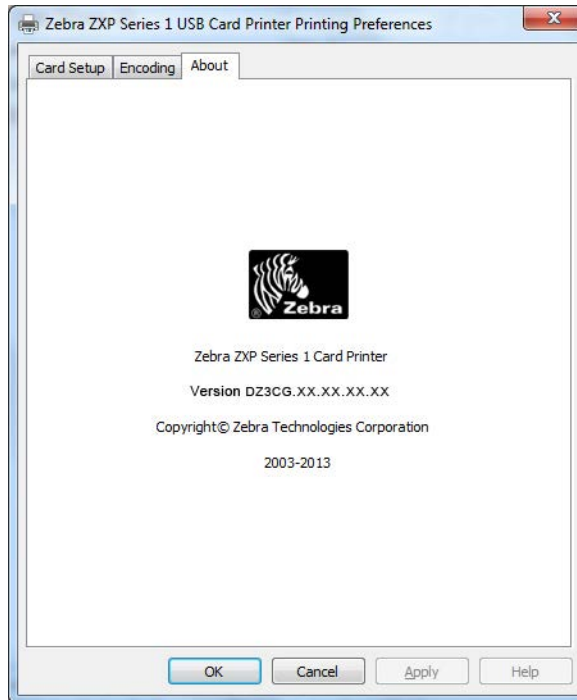 Zebra ZXP Series 1 USB Card Printer Printing Preferences
Card Setup Encoding About
® Zebra
Zebra ZXP Series 1 Card Printer
Version DZ3CG.XX.XX.XX.XX
Copyright© Zebra Technologies Corporation
2003-2013
OK Cancel Apply Help